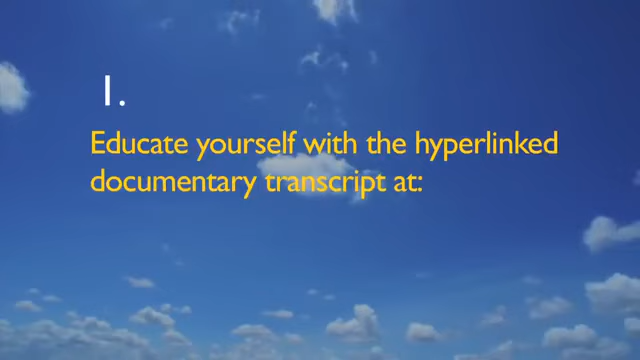 1.
Educate yourself with the hyperlinked
documentary transcript at: